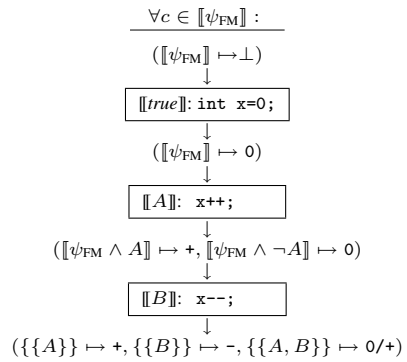 ∀c ∈ ⟦ψ_FM⟧ :
(⟦ψ_FM⟧ ↦⊥)
⟦true⟧: int x=0;
(⟦ψ_FM⟧ ↦ 0)
⟦A⟧: x++;
(⟦ψ_FM ∧ A⟧ ↦ +, ⟦ψ_FM ∧ ¬A⟧ ↦ 0)
⟦B⟧: x--;
({{A}} ↦ +, {{B}} ↦ -, {{A, B}} ↦ 0/+)